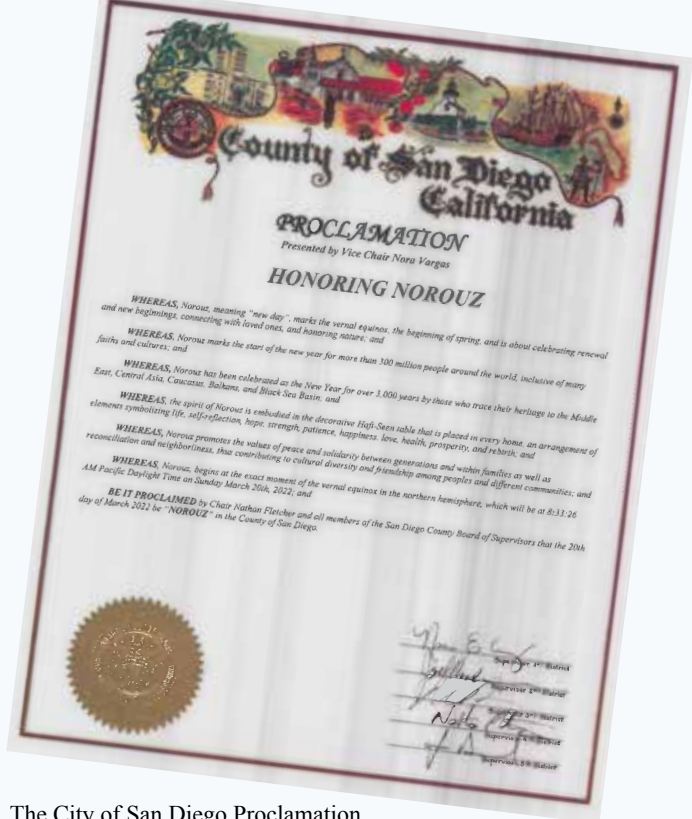 County of San Diego
California
PROCLAMATION
Presented by Vice Chair Nora Vargas
HONORING NOROUZ
WHEREAS, Norouz, meaning "new day", marks the vernal equinox, the beginning of spring, and is about celebrating renewal
and new beginnings, connecting with loved ones, and honoring nature; and
WHEREAS, Norouz marks the start of the new year for more than 300 million people around the world, inclusive of many
faiths and cultures; and
WHEREAS, Norouz has been celebrated as the New Year for over 3,000 years by those who trace their heritage to the Middle
East, Central Asia, Caucasus, Balkans, and Black Sea Basin, and
WHEREAS, the spirit of Norouz is embodied in the decorative Haft-Seen table that is placed in every home, an arrangement of
elements symbolizing life, self-reflection, hope, strength, patience, happiness, love, health, prosperity, and rebirth; and
WHEREAS, Norouz promotes the values of peace and solidarity between generations and within families as well as
reconciliation and neighborliness, thus contributing to cultural diversity and friendship among peoples and different communities; and
WHEREAS, Norouz, begins at the exact moment of the vernal equinox in the northern hemisphere, which will be at 8:33:26
AM Pacific Daylight Time on Sunday March 20th, 2022; and
BE IT PROCLAIMED by Chair Nathan Fletcher and all members of the San Diego County Board of Supervisors that the 20th
day of March 2022 be "NOROUZ" in the County of San Diego.
Supervisor 1st District
Supervisor 2nd District
Supervisor 3rd District
Supervisor 4th District
Supervisor 5th District
The City of San Diego Proclamation